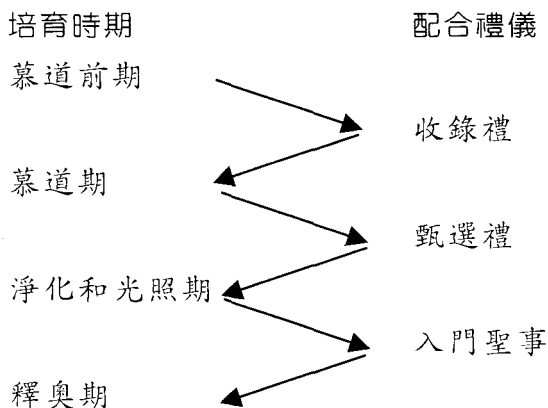 培育時期 配合禮儀
慕道前期
收錄禮
慕道期
甄選禮
淨化和光照期
入門聖事
釋奧期